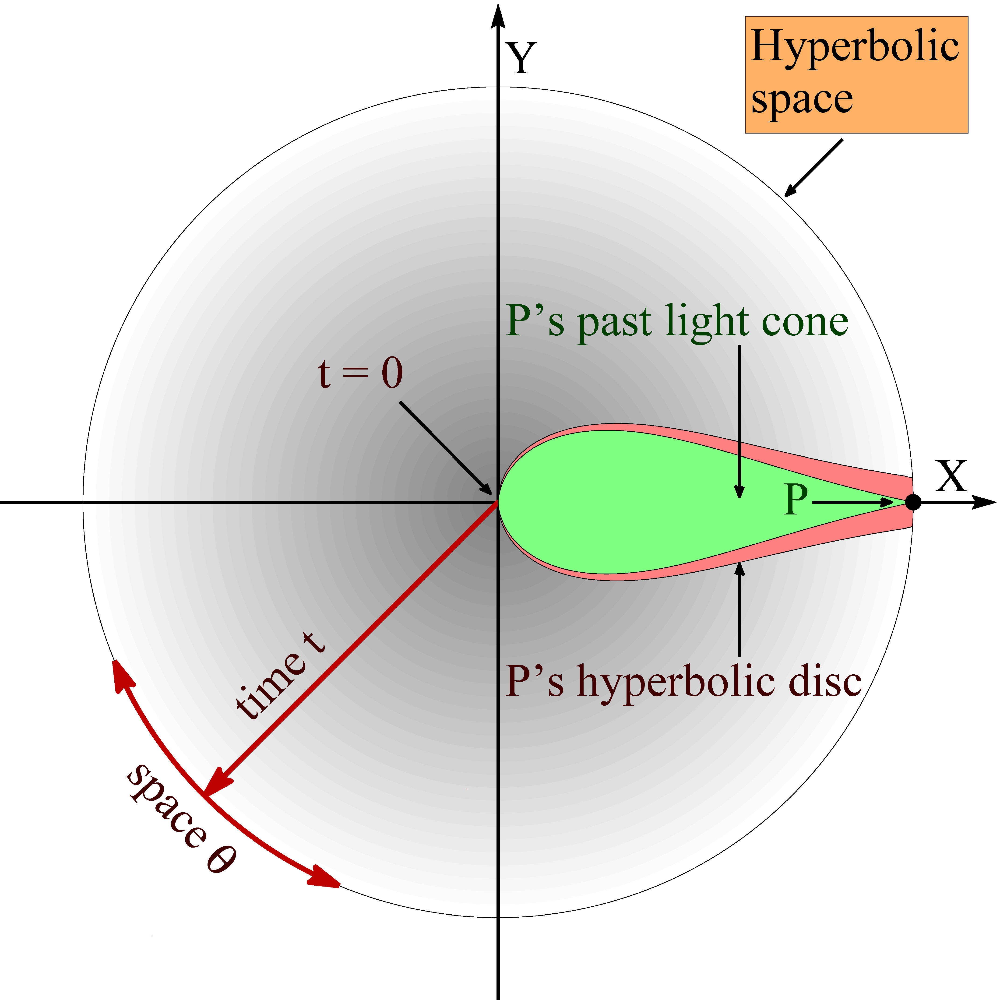 Y
Hyperbolic
space
P’s past light cone
t = 0
X
P
time t
P’s hyperbolic disc
space θ